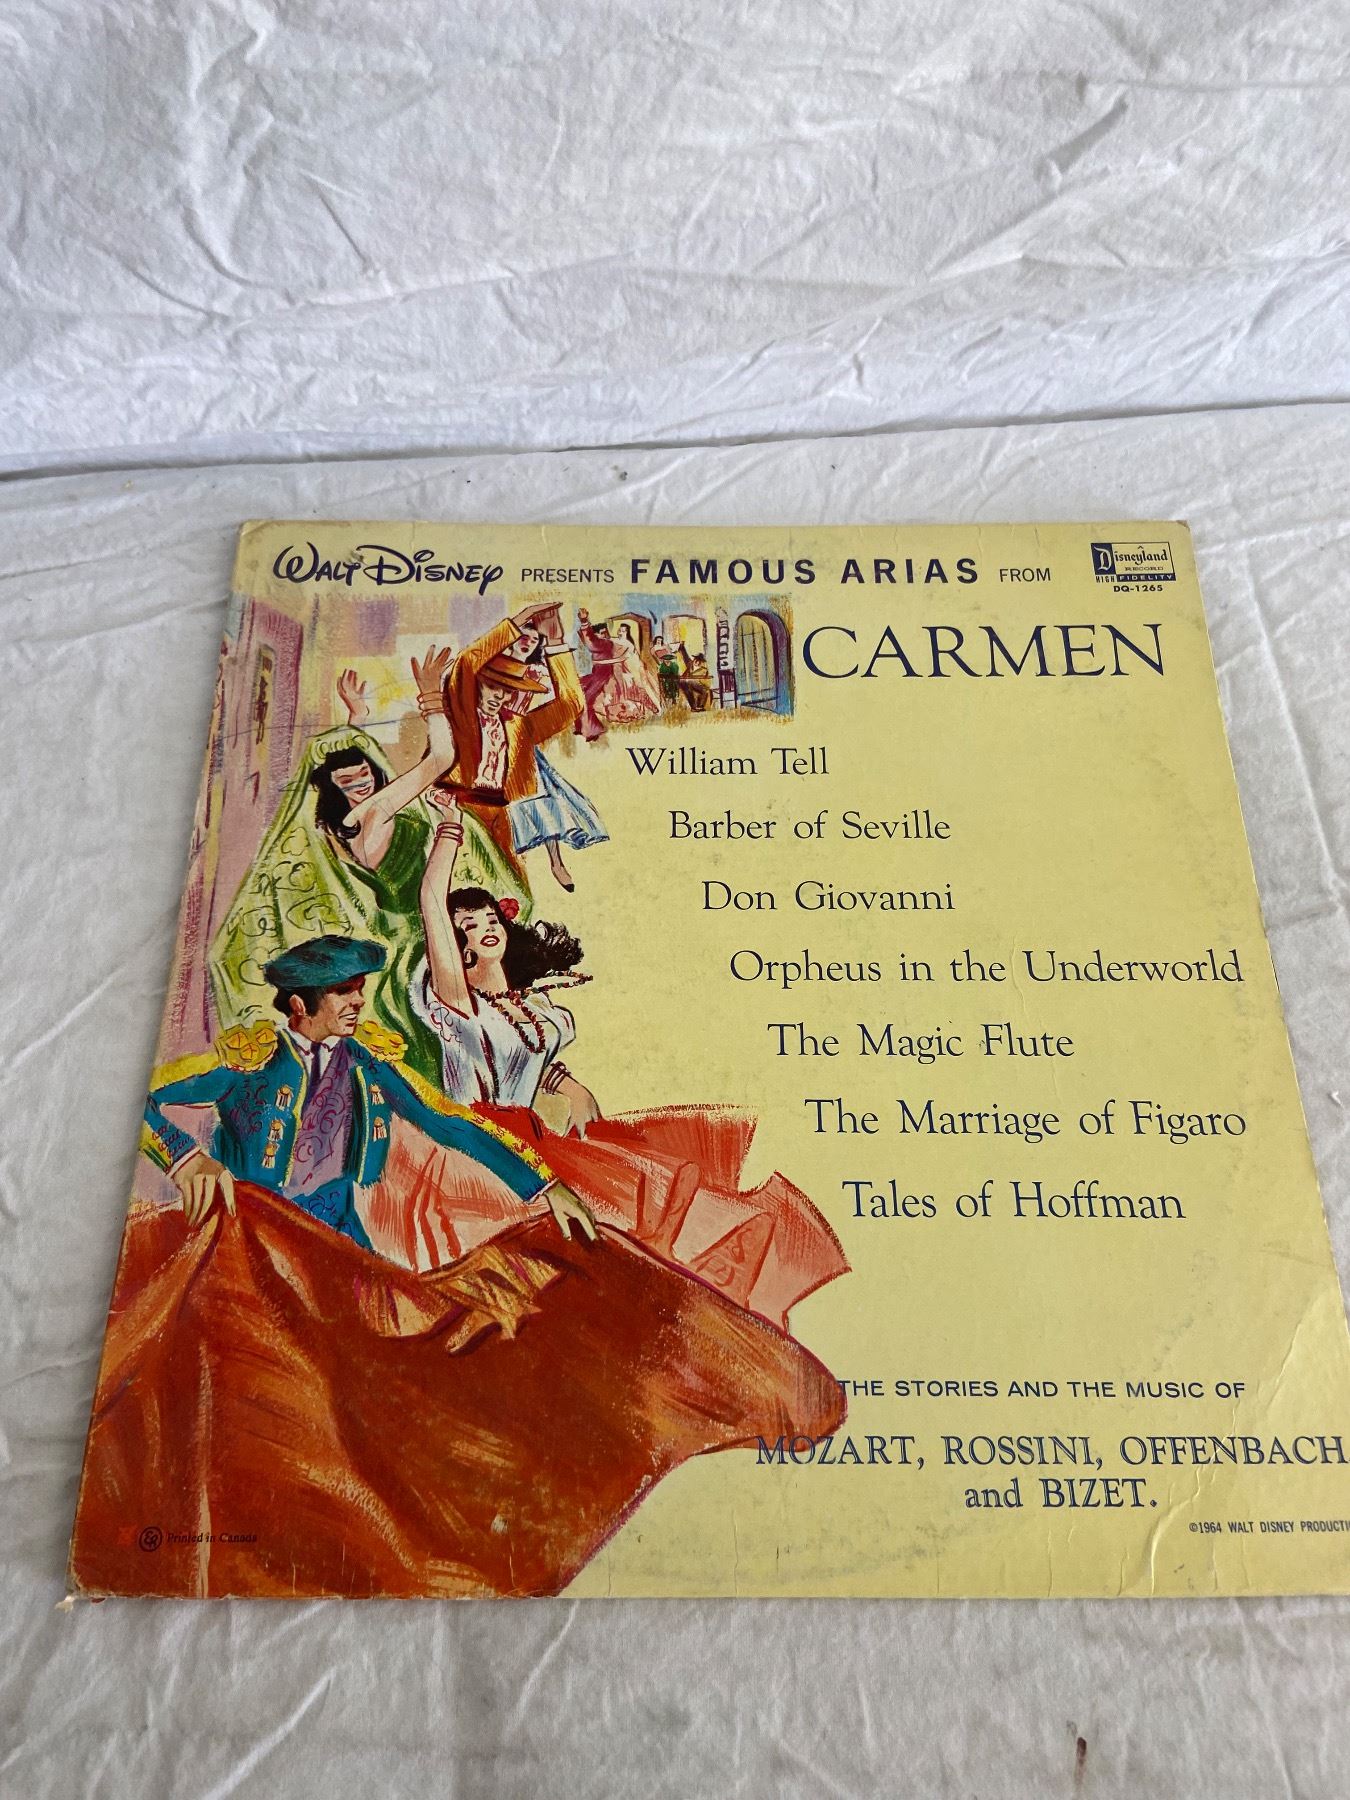 WALT DISNEY PRESENTS FAMOUS ARIAS FROM
Disneyland
RECORD
HIGH FIDELITY
DQ-1265
CARMEN
William Tell
Barber of Seville
Don Giovanni
Orpheus in the Underworld
The Magic Flute
The Marriage of Figaro
Tales of Hoffman
THE STORIES AND THE MUSIC OF
MOZART, ROSSINI, OFFENBACH,
and BIZET.
©1964 WALT DISNEY PRODUCTI
Printed in Canada